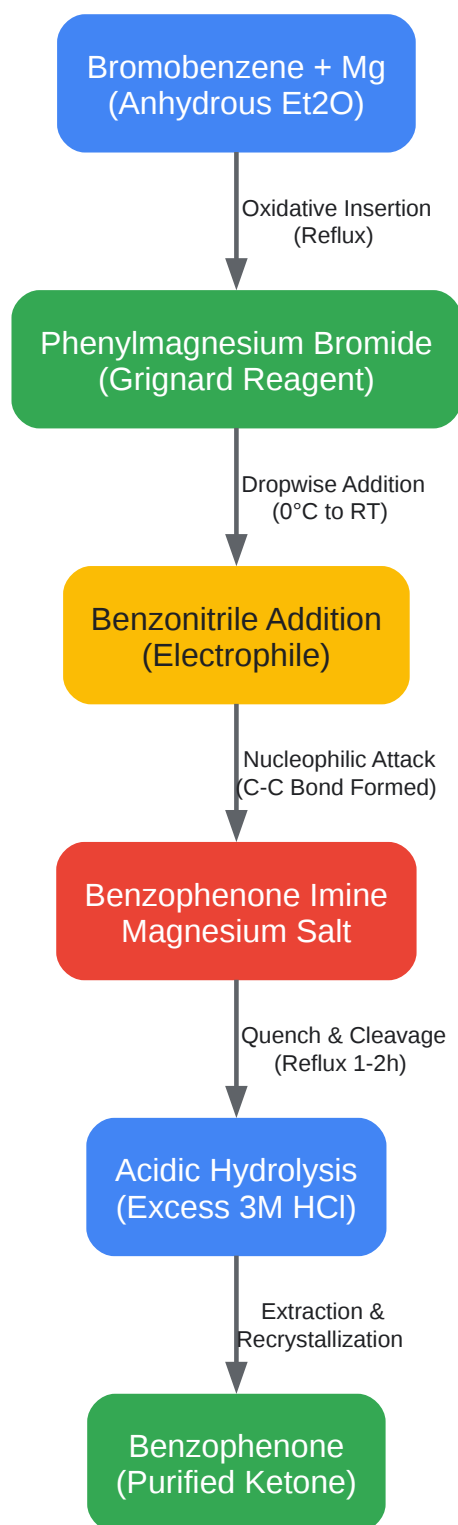 Bromobenzene + Mg
(Anhydrous Et2O)
Oxidative Insertion
(Reflux)
Phenylmagnesium Bromide
(Grignard Reagent)
Dropwise Addition
(0°C to RT)
Benzonitrile Addition
(Electrophile)
Nucleophilic Attack
(C-C Bond Formed)
Benzophenone Imine
Magnesium Salt
Quench & Cleavage
(Reflux 1-2h)
Acidic Hydrolysis
(Excess 3M HCl)
Extraction &
Recrystallization
Benzophenone
(Purified Ketone)